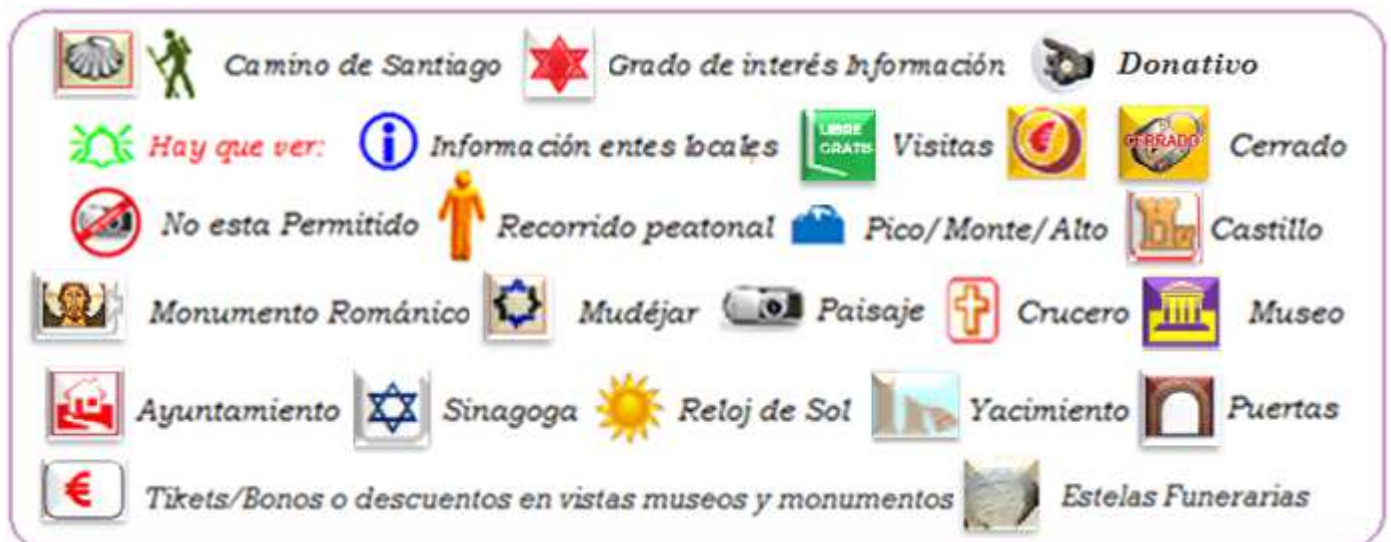 Camino de Santiago Grado de interés Información Donativo
Hay que ver: i Información entes locales LIBRE GRATIS Visitas € CERRADO Cerrado
No esta Permitido Recorrido peatonal Pico/Monte/Alto Castillo
Monumento Románico Mudéjar Paisaje Crucero Museo
Ayuntamiento Sinagoga Reloj de Sol Yacimiento Puertas
€ Tikets/Bonos o descuentos en vistas museos y monumentos Estelas Funerarias